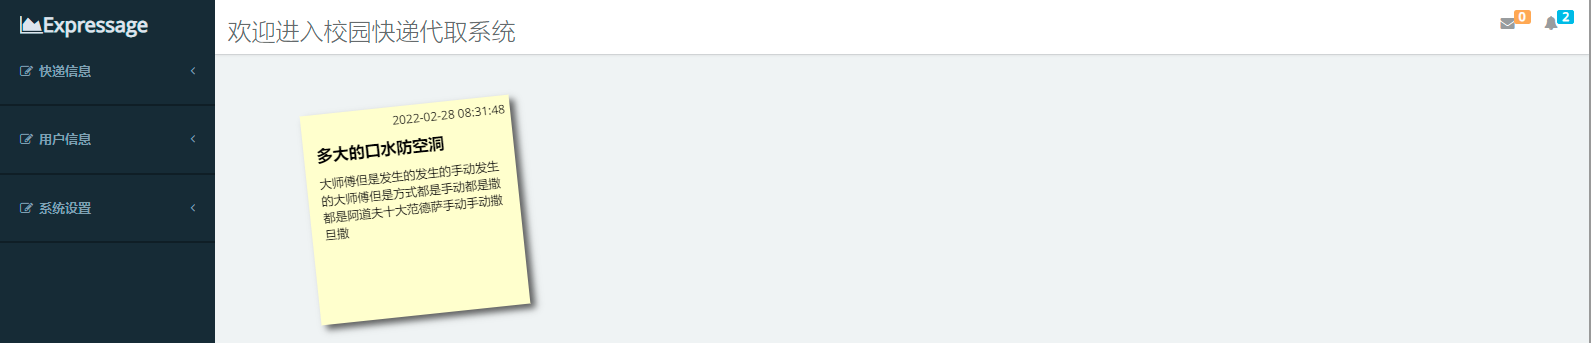 Expressage
欢迎进入校园快递代取系统
0
2
快递信息
用户信息
系统设置
2022-02-28 08:31:48
多大的口水防空洞
大师傅但是发生的发生的手动发生
的大师傅但是方式都是手动都是撒
都是阿道夫十大范德萨手动手动撒
旦撒